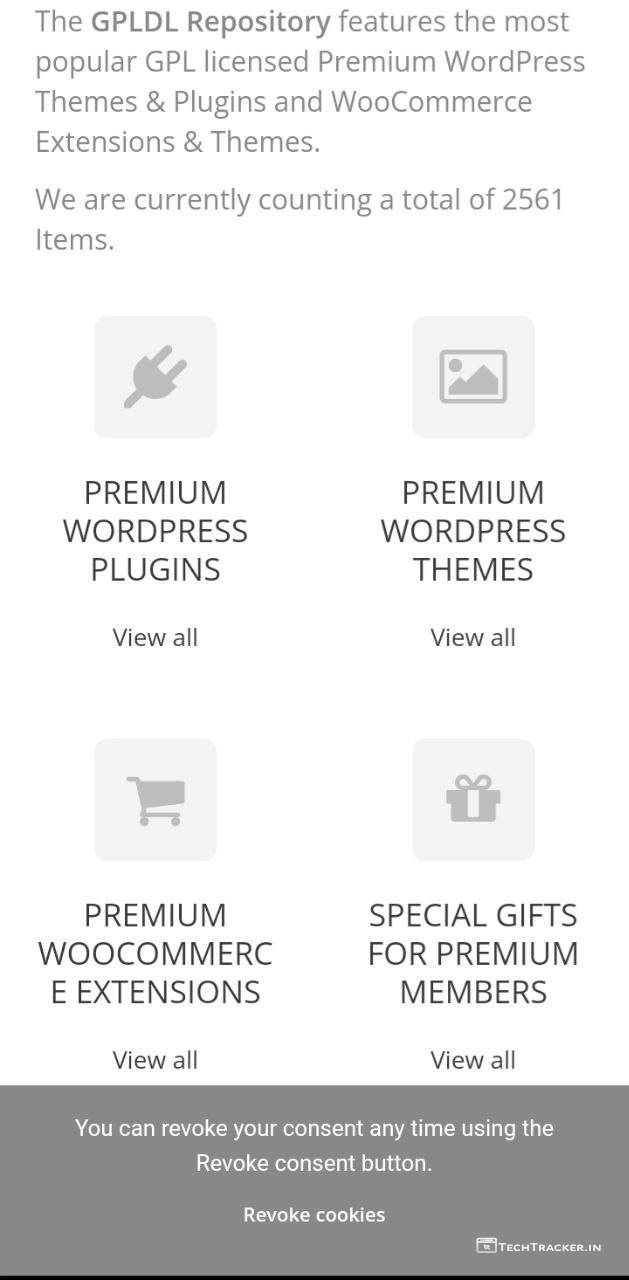 The GPLDL Repository features the most
popular GPL licensed Premium WordPress
Themes & Plugins and WooCommerce
Extensions & Themes.
We are currently counting a total of 2561
Items.
PREMIUM
WORDPRESS
PLUGINS
View all
PREMIUM
WORDPRESS
THEMES
View all
PREMIUM
WOOCOMMERC
E EXTENSIONS
View all
SPECIAL GIFTS
FOR PREMIUM
MEMBERS
View all
You can revoke your consent any time using the
Revoke consent button.
Revoke cookies
TECHTRACKER.IN